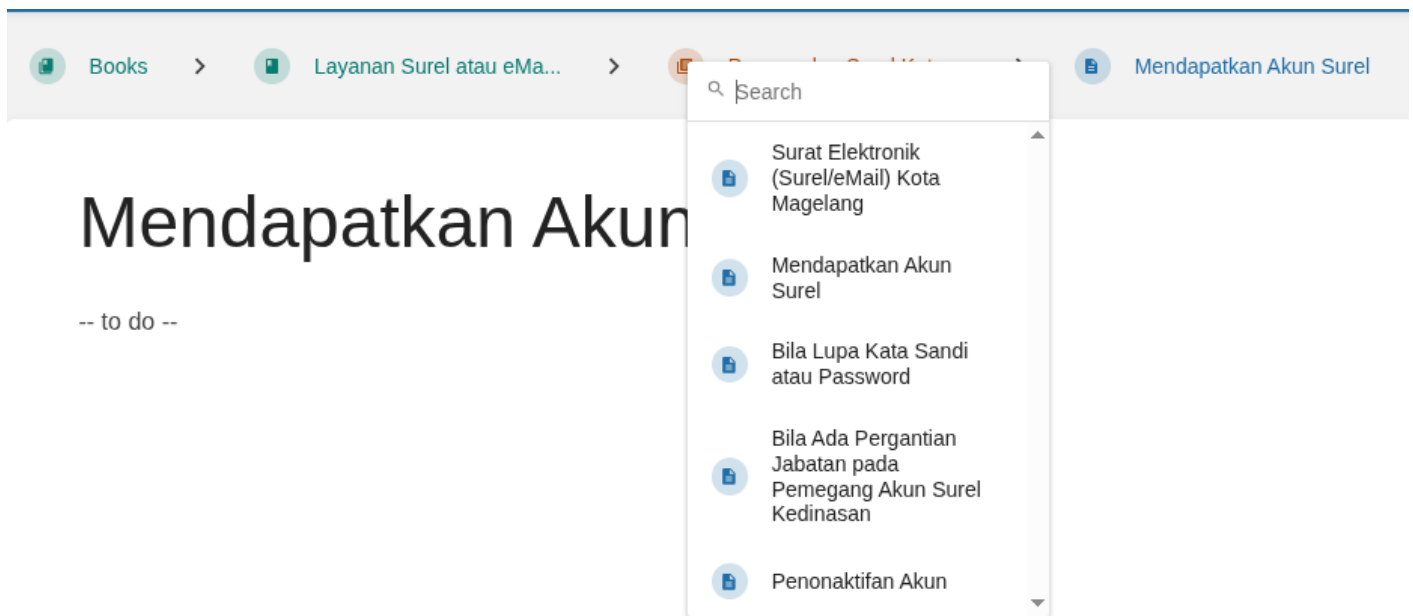 Books
Layanan Surel atau eMa...
Mendapatkan Akun Surel
Search
Surat Elektronik
(Surel/eMail) Kota
Magelang
Mendapatkan Akun
Surel
Bila Lupa Kata Sandi
atau Password
Bila Ada Pergantian
Jabatan pada
Pemegang Akun Surel
Kedinasan
Penonaktifan Akun
Mendapatkan Akun
-- to do --